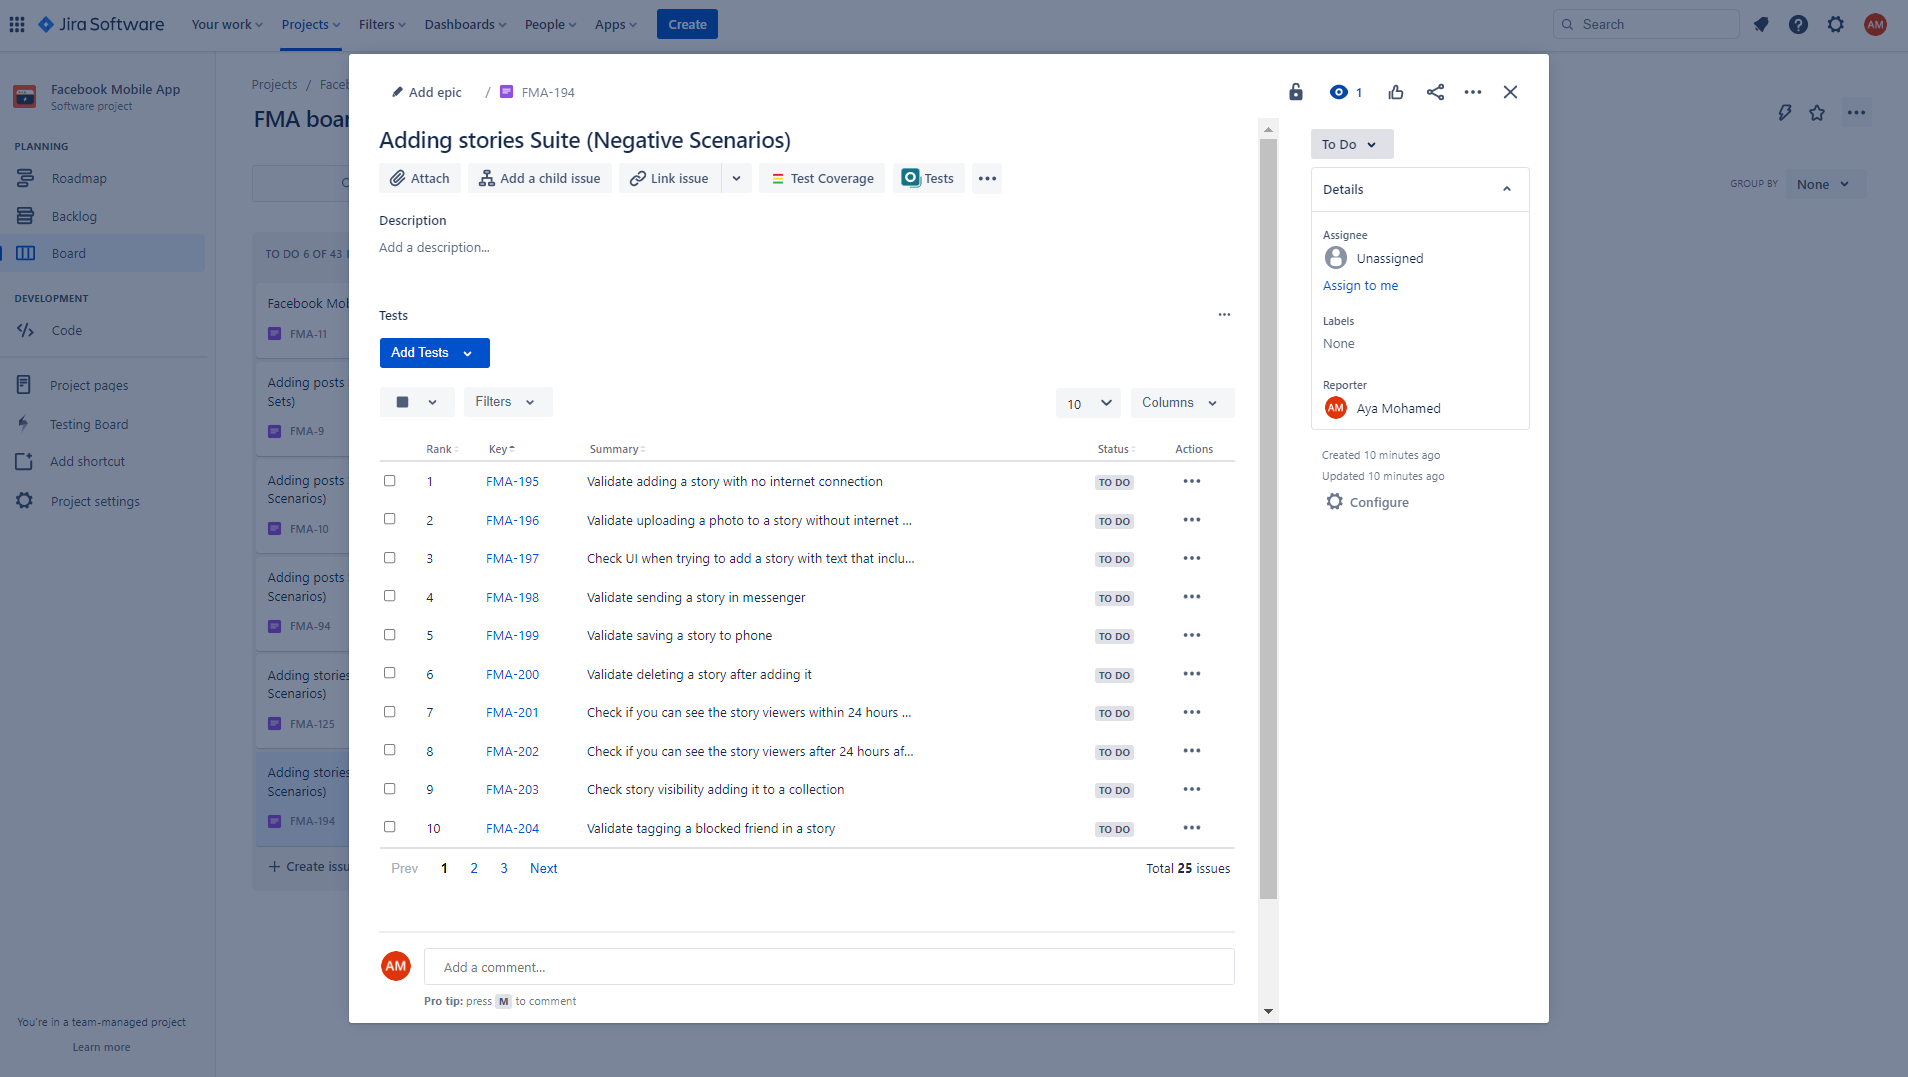 Jira Software
Your work
Projects
Filters
Dashboards
People
Apps
Create
Search
AM
Facebook Mobile App
Software project
PLANNING
Roadmap
Backlog
Board
DEVELOPMENT
Code
Project pages
Testing Board
Add shortcut
Project settings
You're in a team-managed project
Learn more
Projects / Faceb
FMA boar
GROUP BY None
TO DO 6 OF 43
Facebook Mob
FMA-11
Adding posts
Sets)
FMA-9
Adding posts
Scenarios)
FMA-10
Adding posts
Scenarios)
FMA-94
Adding stories
Scenarios)
FMA-125
Adding stories
Scenarios)
FMA-194
+ Create issu
Add epic / FMA-194
1
Adding stories Suite (Negative Scenarios)
Attach
Add a child issue
Link issue
Test Coverage
Tests
Description
Add a description...
Tests
Add Tests
Filters
10
Columns
Rank Key Summary Status Actions
1 FMA-195 Validate adding a story with no internet connection TO DO
2 FMA-196 Validate uploading a photo to a story without internet ... TO DO
3 FMA-197 Check UI when trying to add a story with text that inclu... TO DO
4 FMA-198 Validate sending a story in messenger TO DO
5 FMA-199 Validate saving a story to phone TO DO
6 FMA-200 Validate deleting a story after adding it TO DO
7 FMA-201 Check if you can see the story viewers within 24 hours ... TO DO
8 FMA-202 Check if you can see the story viewers after 24 hours af... TO DO
9 FMA-203 Check story visibility adding it to a collection TO DO
10 FMA-204 Validate tagging a blocked friend in a story TO DO
Prev 1 2 3 Next
Total 25 issues
AM
Add a comment...
Pro tip: press M to comment
To Do
Details
Assignee
Unassigned
Assign to me
Labels
None
Reporter
AM Aya Mohamed
Created 10 minutes ago
Updated 10 minutes ago
Configure